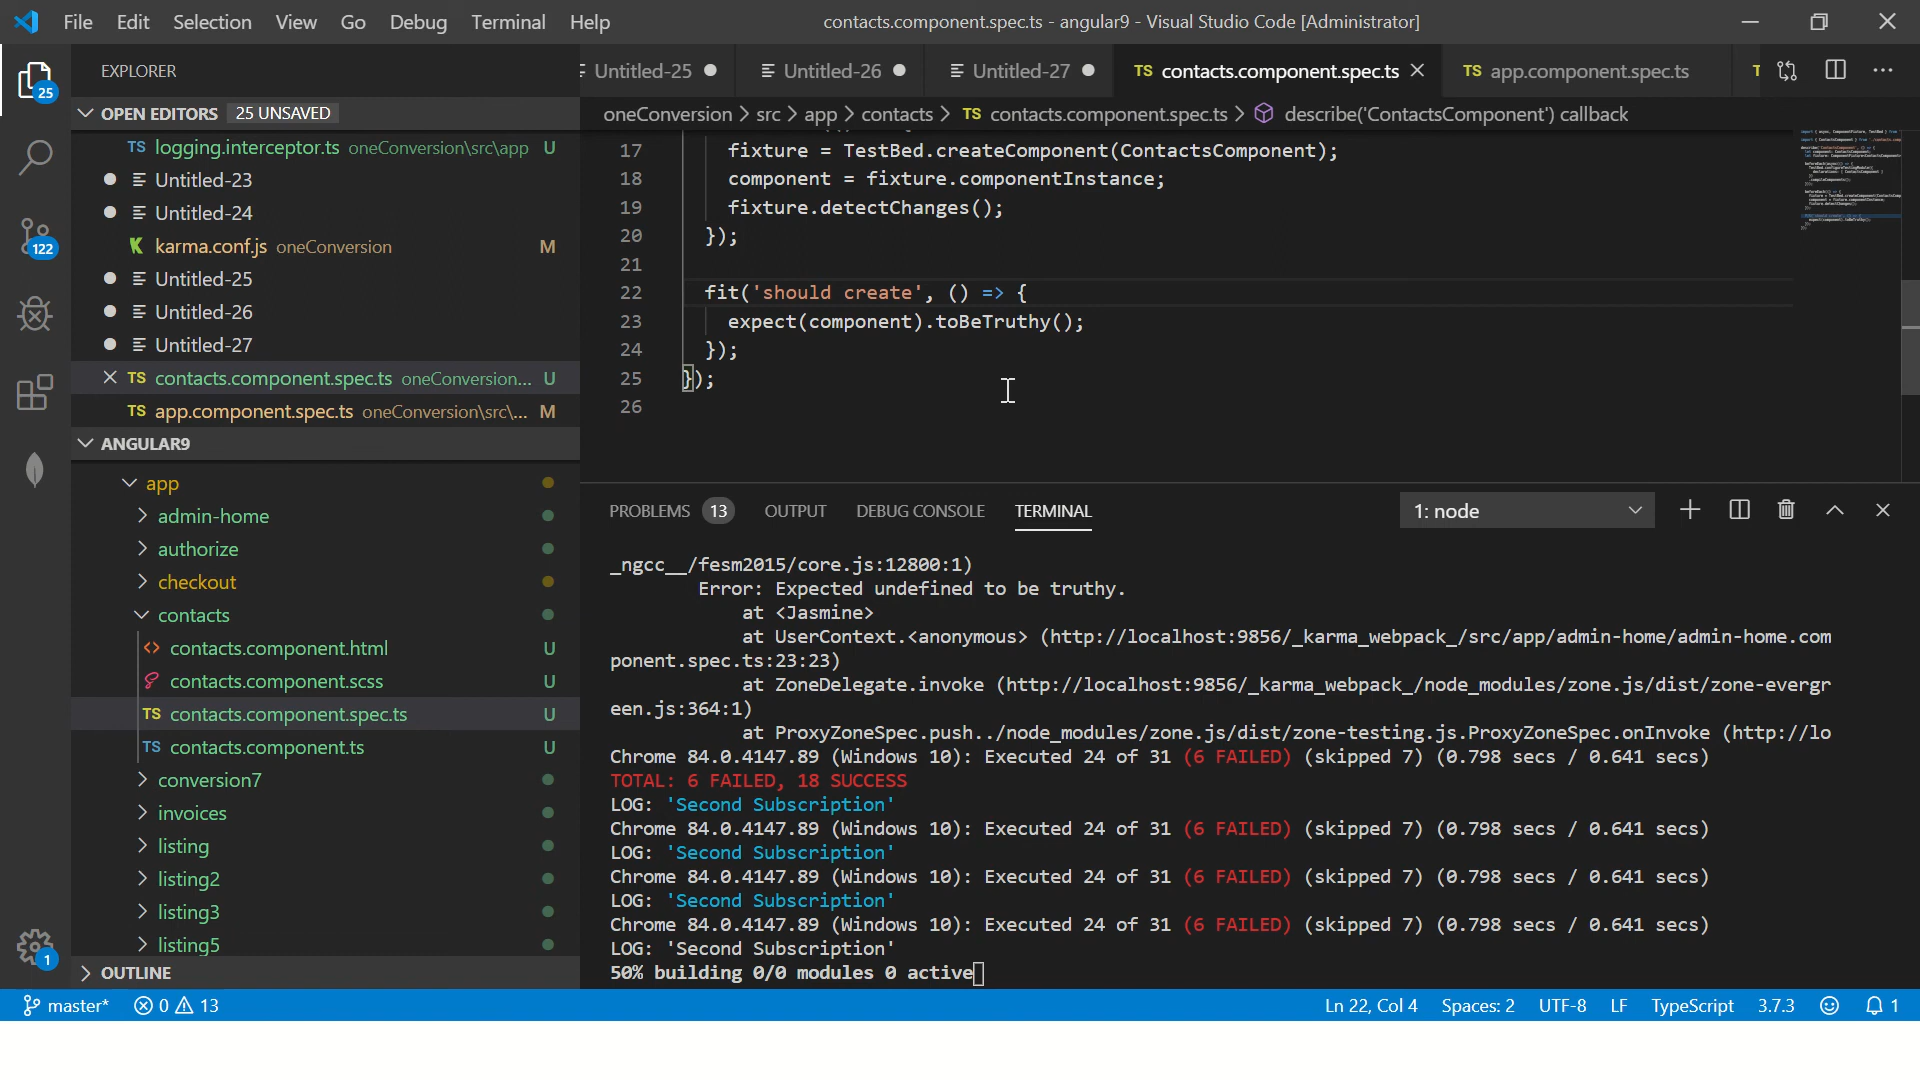 File Edit Selection View Go Debug Terminal Help
contacts.component.spec.ts - angular9 - Visual Studio Code [Administrator]
EXPLORER
25
OPEN EDITORS 25 UNSAVED
TS logging.interceptor.ts oneConversion\src\app U
Untitled-23
Untitled-24
karma.conf.js oneConversion M
Untitled-25
Untitled-26
Untitled-27
TS contacts.component.spec.ts oneConversion... U
TS app.component.spec.ts oneConversion\src\... M
122
ANGULAR9
app
admin-home
authorize
checkout
contacts
contacts.component.html U
contacts.component.scss U
TS contacts.component.spec.ts U
TS contacts.component.ts U
conversion7
invoices
listing
listing2
listing3
listing5
1
OUTLINE
Untitled-25 Untitled-26 Untitled-27 TS contacts.component.spec.ts TS app.component.spec.ts
oneConversion > src > app > contacts > TS contacts.component.spec.ts > describe('ContactsComponent') callback
17 fixture = TestBed.createComponent(ContactsComponent);
18 component = fixture.componentInstance;
19 fixture.detectChanges();
20 });
21
22 fit('should create', () => {
23 expect(component).toBeTruthy();
24 });
25 });
26
PROBLEMS 13 OUTPUT DEBUG CONSOLE TERMINAL 1: node
_ngcc__/fesm2015/core.js:12800:1)
Error: Expected undefined to be truthy.
at <Jasmine>
at UserContext.<anonymous> (http://localhost:9856/_karma_webpack_/src/app/admin-home/admin-home.com
ponent.spec.ts:23:23)
at ZoneDelegate.invoke (http://localhost:9856/_karma_webpack_/node_modules/zone.js/dist/zone-evergr
een.js:364:1)
at ProxyZoneSpec.push../node_modules/zone.js/dist/zone-testing.js.ProxyZoneSpec.onInvoke (http://lo
Chrome 84.0.4147.89 (Windows 10): Executed 24 of 31 (6 FAILED) (skipped 7) (0.798 secs / 0.641 secs)
TOTAL: 6 FAILED, 18 SUCCESS
LOG: 'Second Subscription'
Chrome 84.0.4147.89 (Windows 10): Executed 24 of 31 (6 FAILED) (skipped 7) (0.798 secs / 0.641 secs)
LOG: 'Second Subscription'
Chrome 84.0.4147.89 (Windows 10): Executed 24 of 31 (6 FAILED) (skipped 7) (0.798 secs / 0.641 secs)
LOG: 'Second Subscription'
Chrome 84.0.4147.89 (Windows 10): Executed 24 of 31 (6 FAILED) (skipped 7) (0.798 secs / 0.641 secs)
LOG: 'Second Subscription'
50% building 0/0 modules 0 active
master* 0 13 Ln 22, Col 4 Spaces: 2 UTF-8 LF TypeScript 3.7.3 1